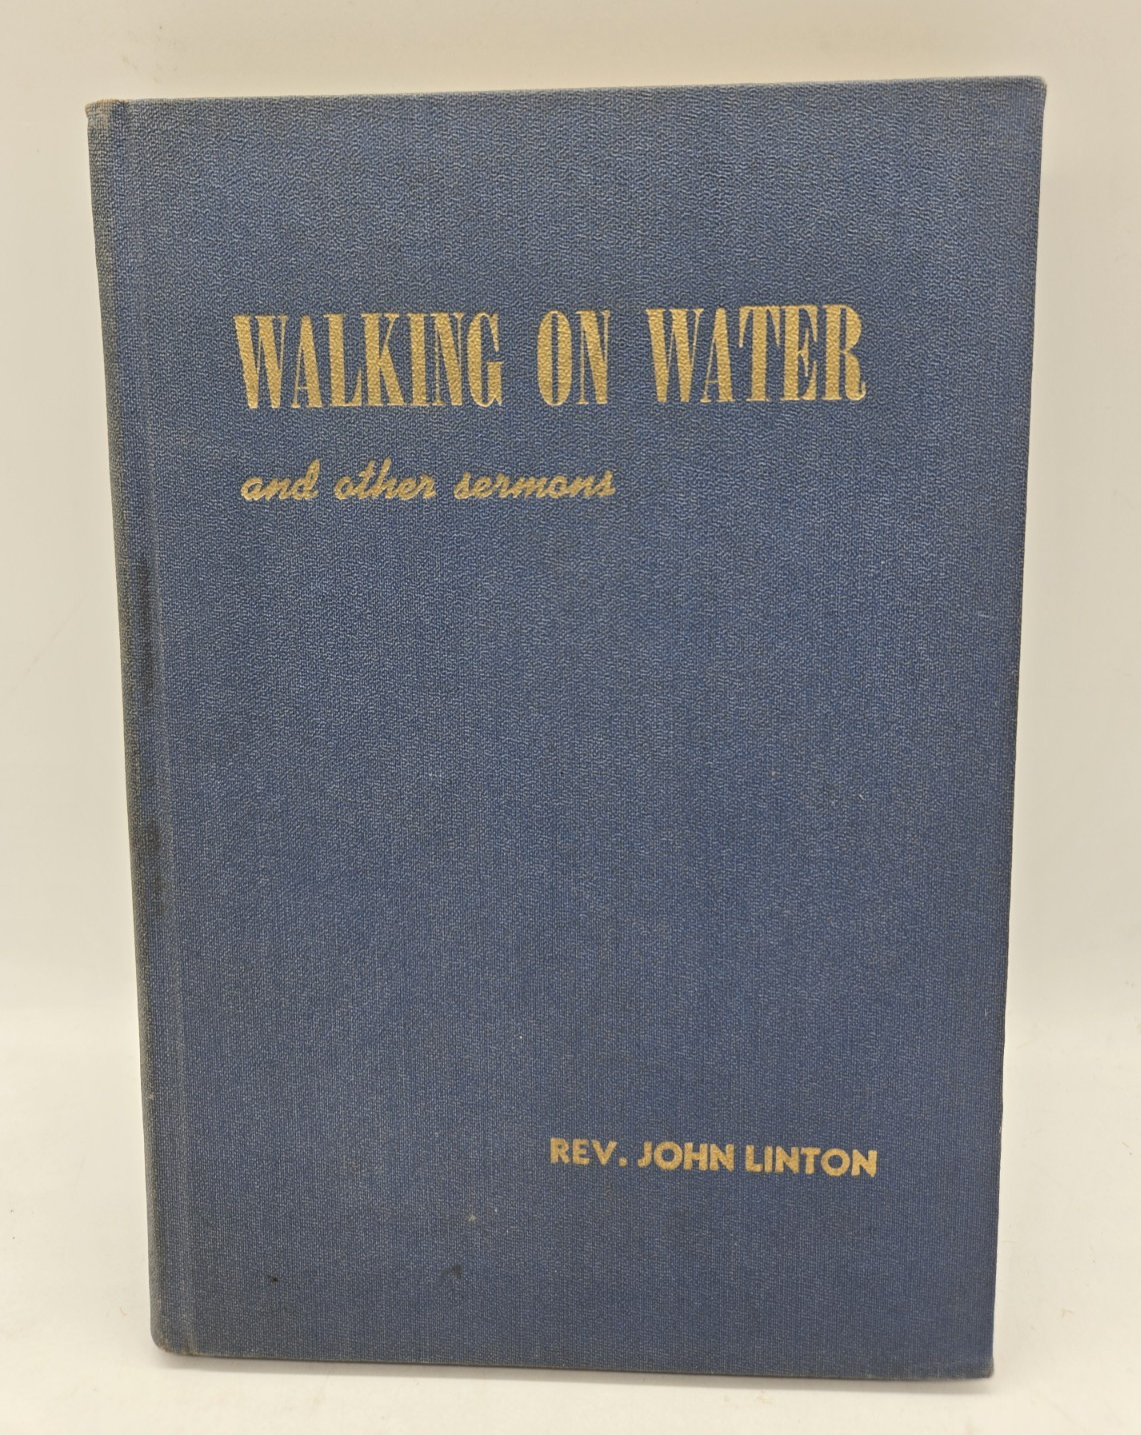 WALKING ON WATER
and other sermons
REV. JOHN LINTON